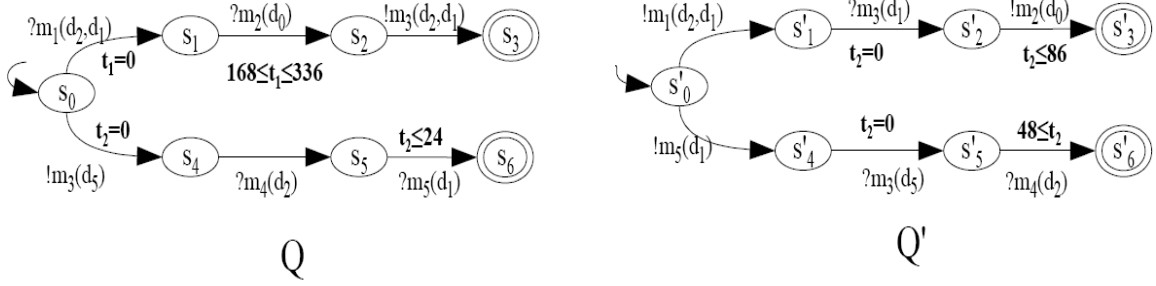 ?m₁(d₂,d₁)
t₁=0
s₁
?m₂(d₀)
168≤t₁≤336
s₂
!m₃(d₂,d₁)
s₃
s₀
t₂=0
!m₃(d₅)
s₄
?m₄(d₂)
s₅
t₂≤24
?m₅(d₁)
s₆
Q
!m₁(d₂,d₁)
s'₁
?m₃(d₁)
t₂=0
s'₂
!m₂(d₀)
t₂≤86
s'₃
s'₀
!m₅(d₁)
s'₄
t₂=0
?m₃(d₅)
s'₅
48≤t₂
?m₄(d₂)
s'₆
Q'